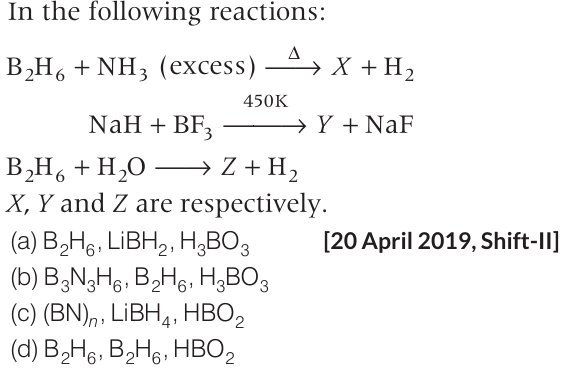 In the following reactions:
B₂H₆ + NH₃ (excess) —Δ→ X + H₂
NaH + BF₃ —450K→ Y + NaF
B₂H₆ + H₂O ⟶ Z + H₂
X, Y and Z are respectively.
(a) B₂H₆, LiBH₂, H₃BO₃ [20 April 2019, Shift-II]
(b) B₃N₃H₆, B₂H₆, H₃BO₃
(c) (BN)ₙ, LiBH₄, HBO₂
(d) B₂H₆, B₂H₆, HBO₂